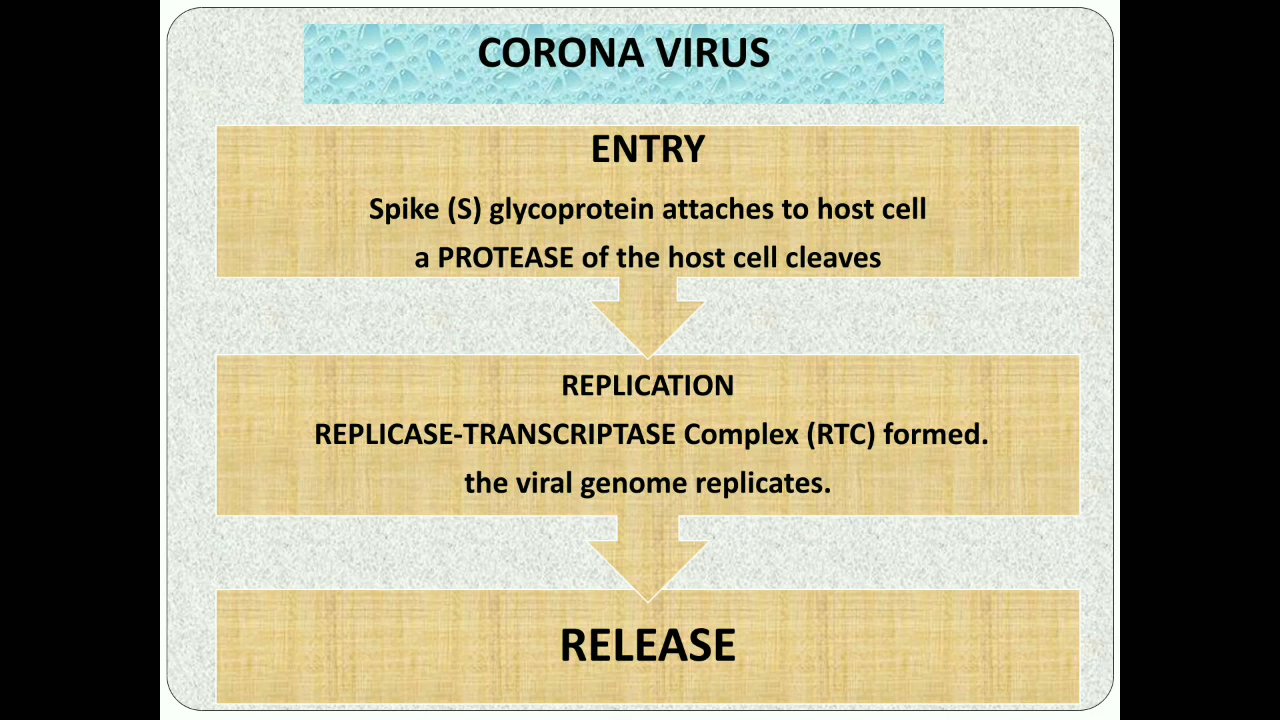 CORONA VIRUS
ENTRY
Spike (S) glycoprotein attaches to host cell
a PROTEASE of the host cell cleaves
REPLICATION
REPLICASE-TRANSCRIPTASE Complex (RTC) formed.
the viral genome replicates.
RELEASE